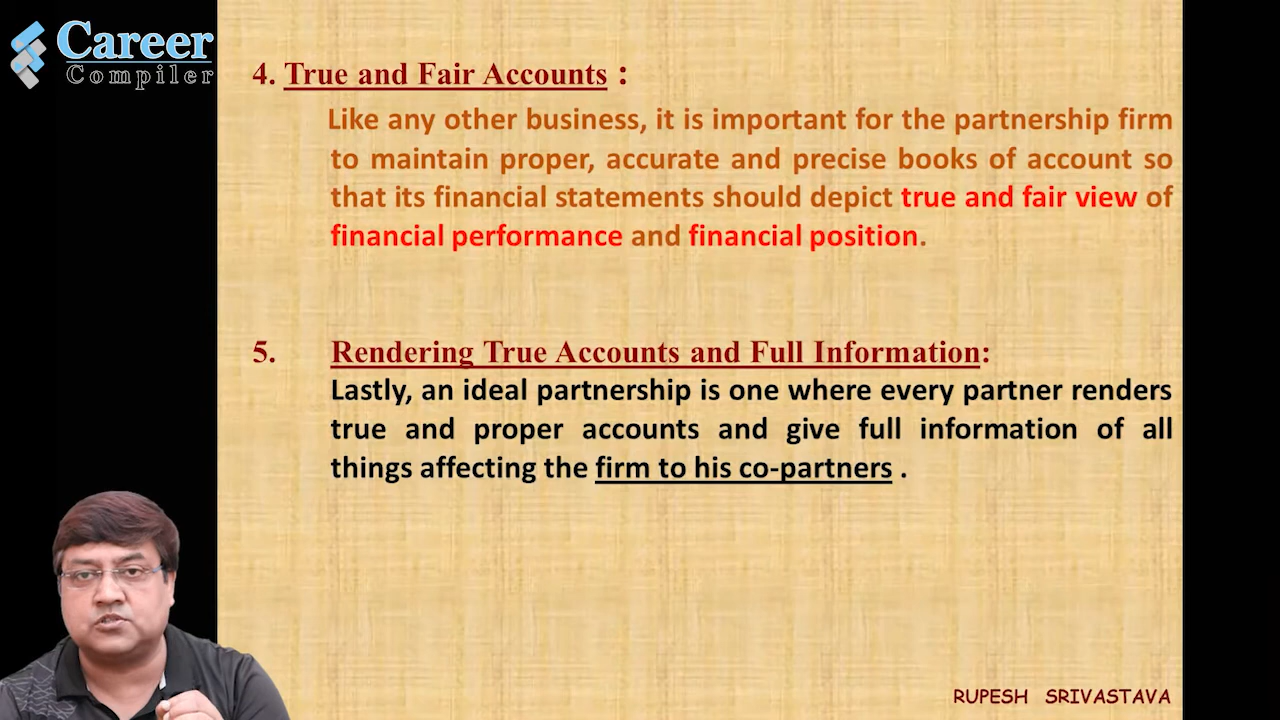 Career
Compiler
4. True and Fair Accounts :
Like any other business, it is important for the partnership firm
to maintain proper, accurate and precise books of account so
that its financial statements should depict true and fair view of
financial performance and financial position.
5. Rendering True Accounts and Full Information:
Lastly, an ideal partnership is one where every partner renders
true and proper accounts and give full information of all
things affecting the firm to his co-partners .
RUPESH SRIVASTAVA